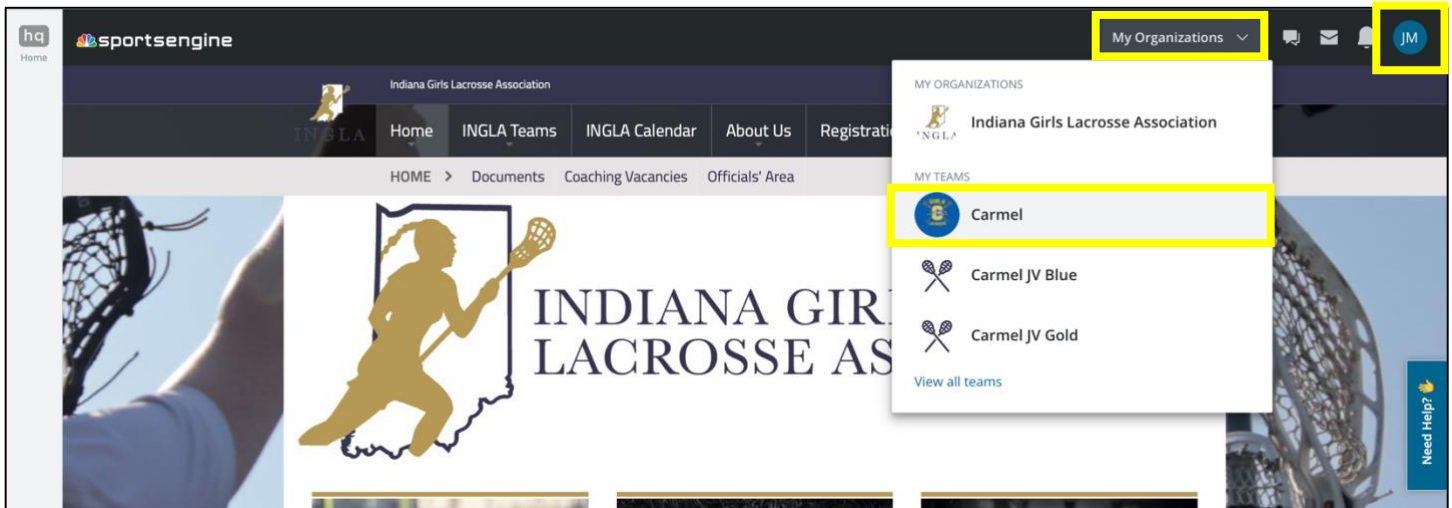 hq
Home
sportsengine
My Organizations
JM
Indiana Girls Lacrosse Association
INGLA
Home
INGLA Teams
INGLA Calendar
About Us
Registrati
HOME > Documents Coaching Vacancies Officials' Area
MY ORGANIZATIONS
INGLA
Indiana Girls Lacrosse Association
MY TEAMS
Carmel
Carmel JV Blue
Carmel JV Gold
View all teams
INDIANA GIR
LACROSSE AS
Need Help?